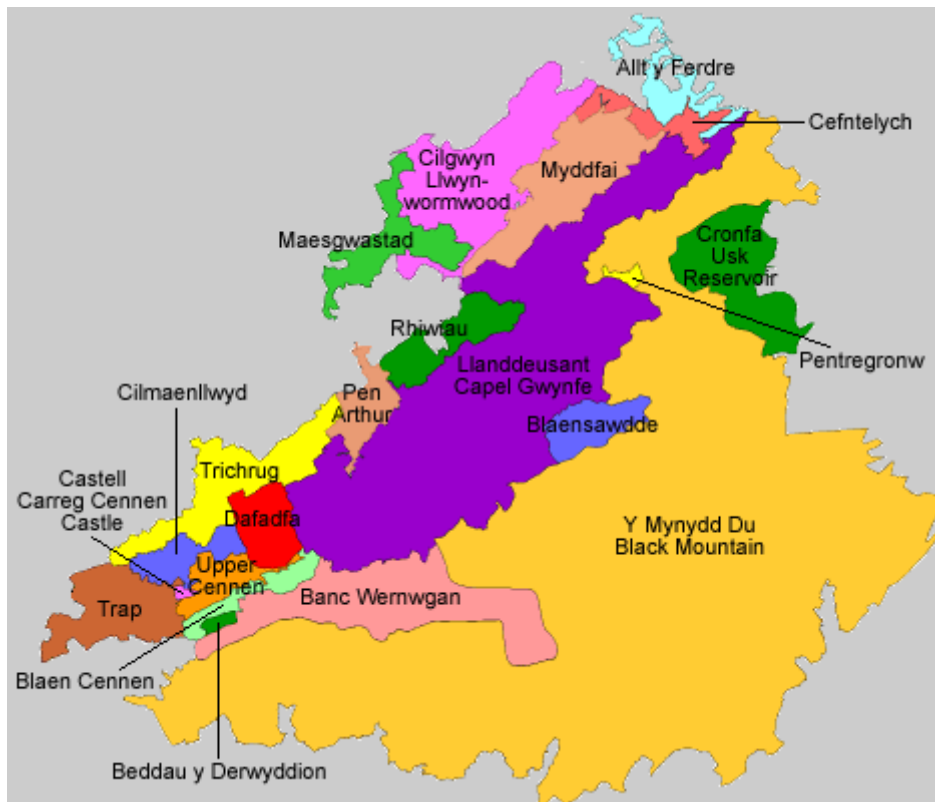 Allt y Ferdre
Cefntelych
Cilgwyn
Llwyn-
wormwood
Myddfai
Maesgwastad
Cronfa
Usk
Reservoir
Rhiwiau
Pentregronw
Llanddeusant
Capel Gwynfe
Cilmaenllwyd
Pen
Arthur
Blaensawdde
Trichrug
Castell
Carreg Cennen
Castle
Dafadfa
Y Mynydd Du
Black Mountain
Upper
Cennen
Banc Wernwgan
Trap
Blaen Cennen
Beddau y Derwyddion